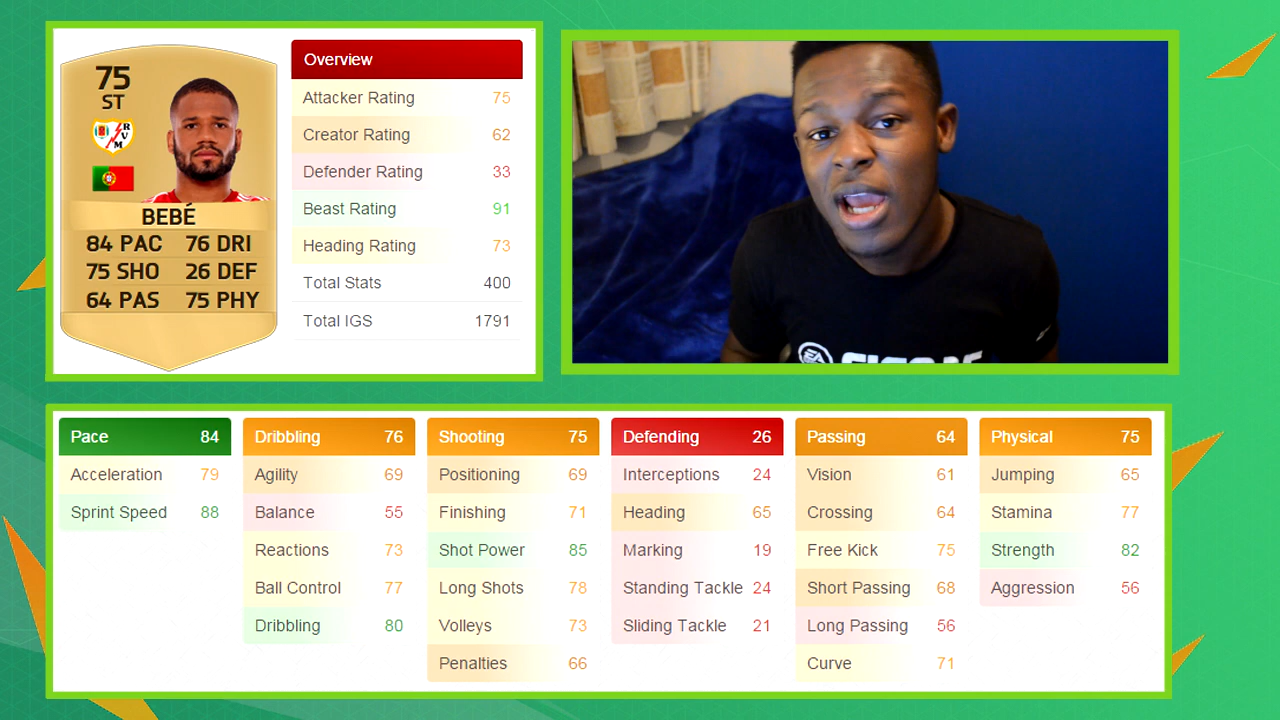 75
ST
RVM
BEBÉ
84 PAC 76 DRI
75 SHO 26 DEF
64 PAS 75 PHY
Overview
Attacker Rating 75
Creator Rating 62
Defender Rating 33
Beast Rating 91
Heading Rating 73
Total Stats 400
Total IGS 1791
EA
Pace 84
Acceleration 79
Sprint Speed 88
Dribbling 76
Agility 69
Balance 55
Reactions 73
Ball Control 77
Dribbling 80
Shooting 75
Positioning 69
Finishing 71
Shot Power 85
Long Shots 78
Volleys 73
Penalties 66
Defending 26
Interceptions 24
Heading 65
Marking 19
Standing Tackle 24
Sliding Tackle 21
Passing 64
Vision 61
Crossing 64
Free Kick 75
Short Passing 68
Long Passing 56
Curve 71
Physical 75
Jumping 65
Stamina 77
Strength 82
Aggression 56